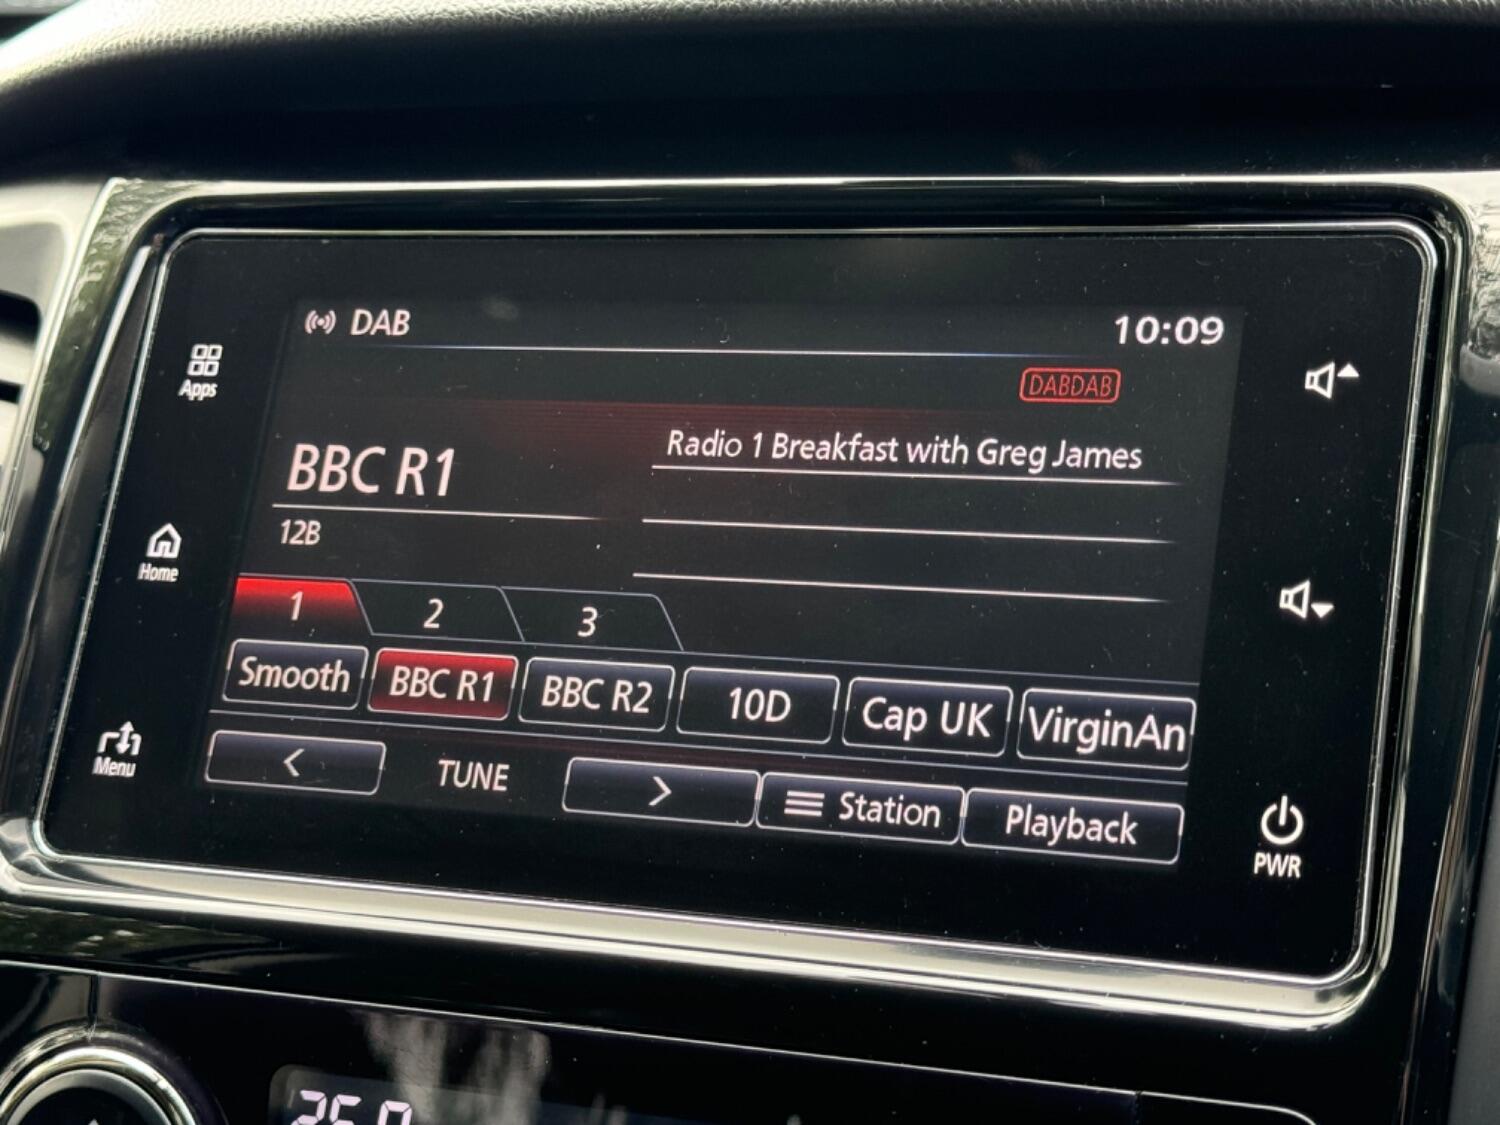 DAB
10:09
Apps
DABDAB
BBC R1
Radio 1 Breakfast with Greg James
12B
Home
1
2
3
Smooth
BBC R1
BBC R2
10D
Cap UK
VirginAn
Menu
<
TUNE
>
Station
Playback
PWR